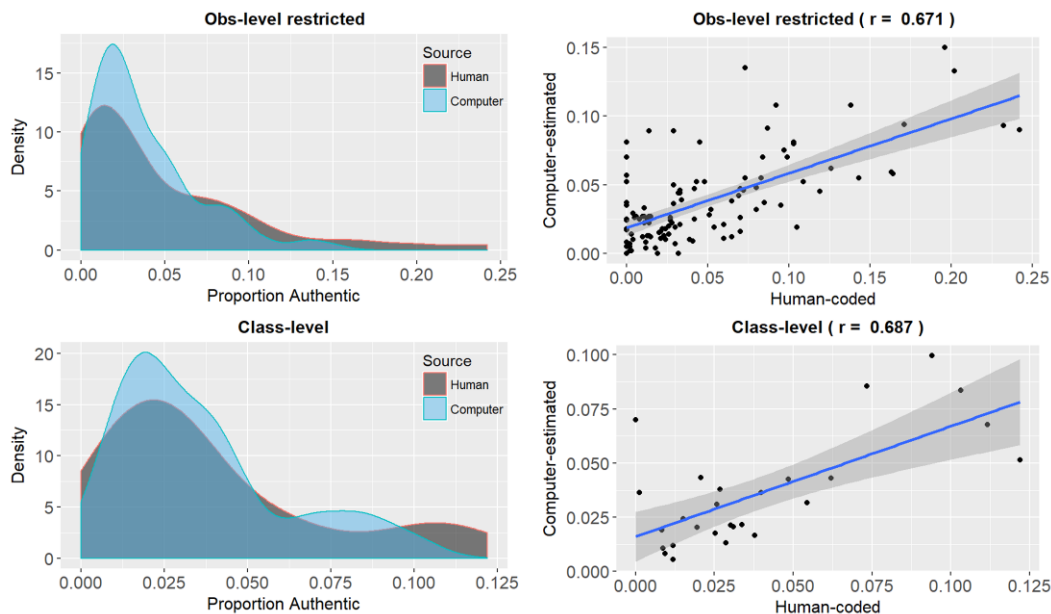 Obs-level restricted
Source
Human
Computer
15
10
5
0
Density
0.00 0.05 0.10 0.15 0.20 0.25
Proportion Authentic
Obs-level restricted ( r = 0.671 )
0.15
0.10
0.05
0.00
Computer-estimated
0.00 0.05 0.10 0.15 0.20
Human-coded
Class-level
Source
Human
Computer
20
15
10
5
0
Density
0.000 0.025 0.050 0.075 0.100 0.125
Proportion Authentic
Class-level ( r = 0.687 )
0.100
0.075
0.050
0.025
0.000
Computer-estimated
0.000 0.025 0.050 0.075 0.100 0.125
Human-coded